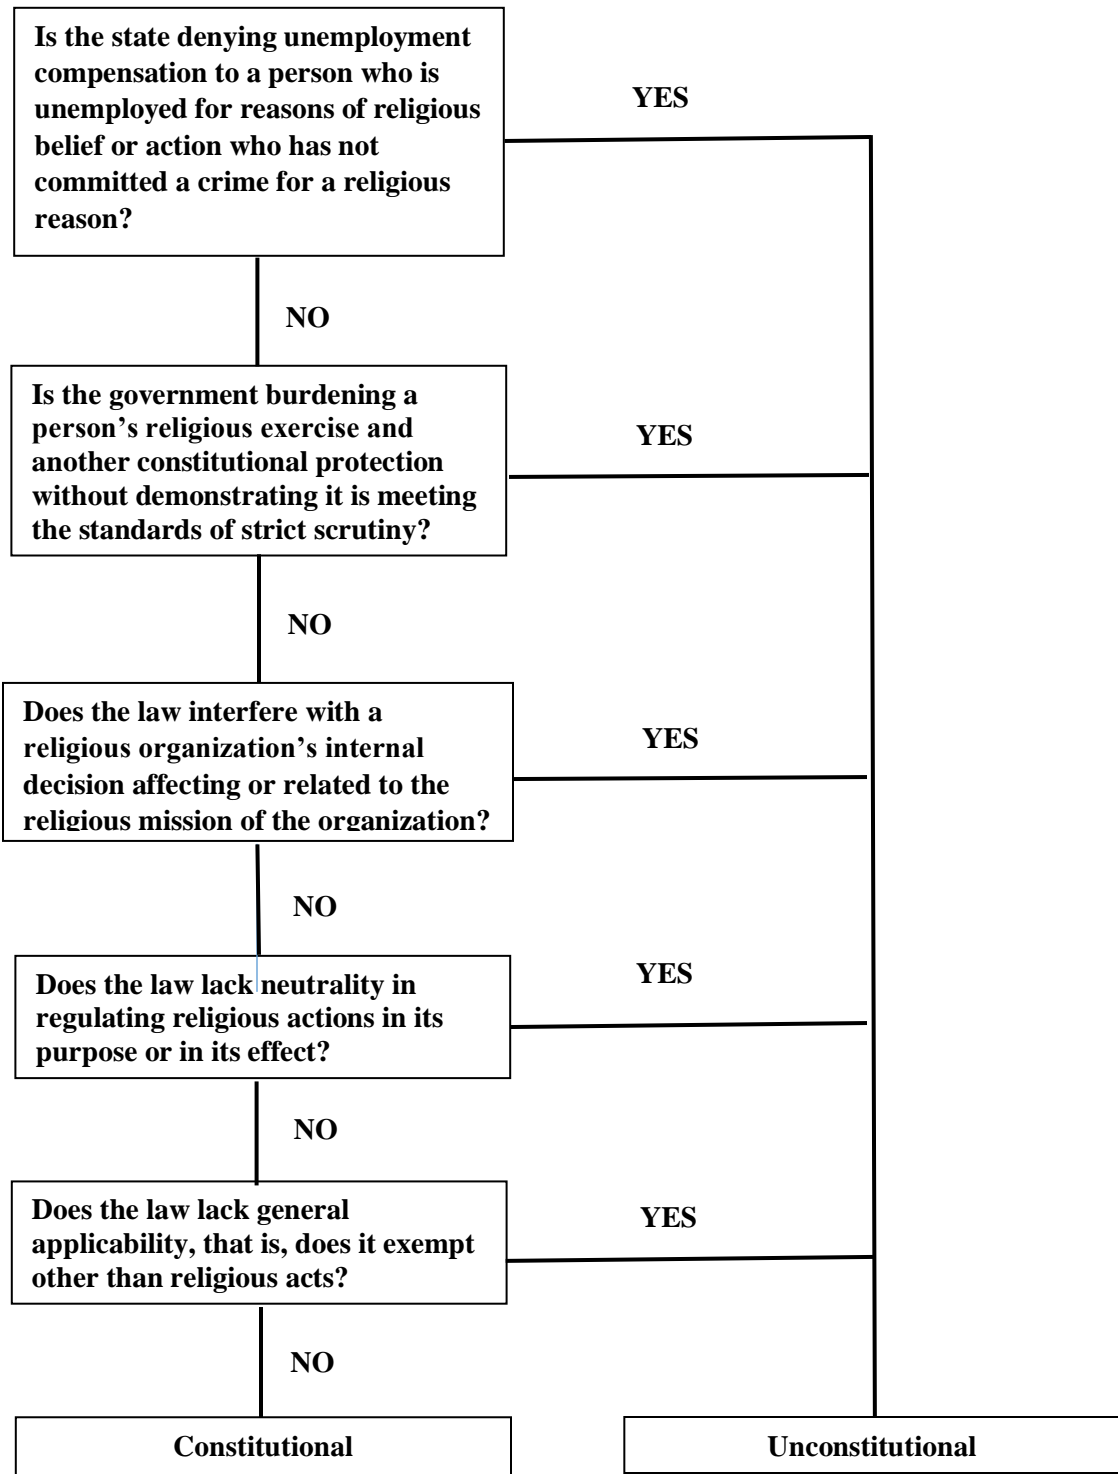 Is the state denying unemployment
compensation to a person who is
unemployed for reasons of religious
belief or action who has not
committed a crime for a religious
reason?
YES
NO
Is the government burdening a
person’s religious exercise and
another constitutional protection
without demonstrating it is meeting
the standards of strict scrutiny?
YES
NO
Does the law interfere with a
religious organization’s internal
decision affecting or related to the
religious mission of the organization?
YES
NO
Does the law lack neutrality in
regulating religious actions in its
purpose or in its effect?
YES
NO
Does the law lack general
applicability, that is, does it exempt
other than religious acts?
YES
NO
Constitutional
Unconstitutional